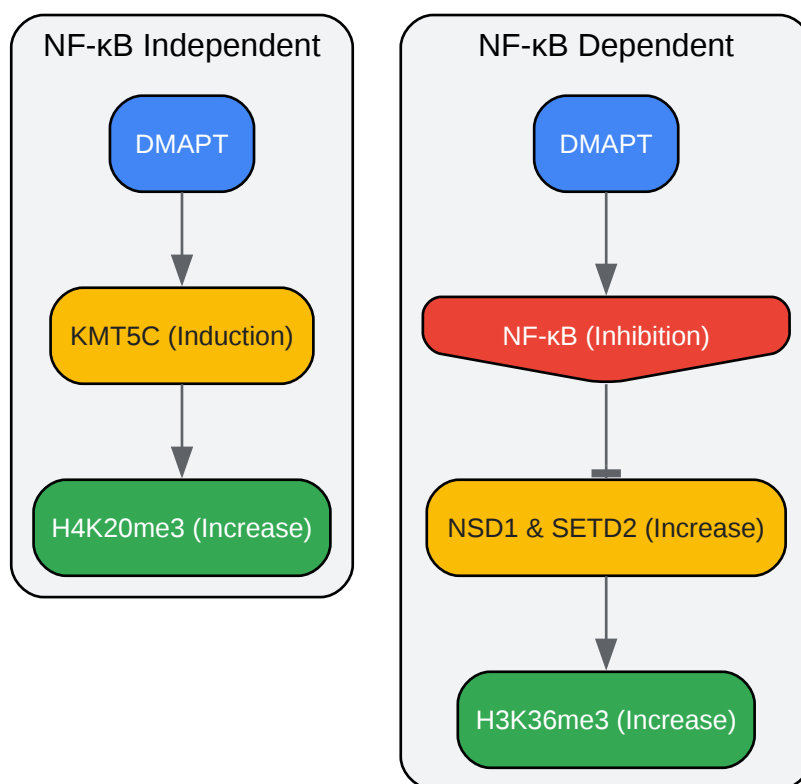 NF-κB Independent
DMAPT
KMT5C (Induction)
H4K20me3 (Increase)
NF-κB Dependent
DMAPT
NF-κB (Inhibition)
NSD1 & SETD2 (Increase)
H3K36me3 (Increase)